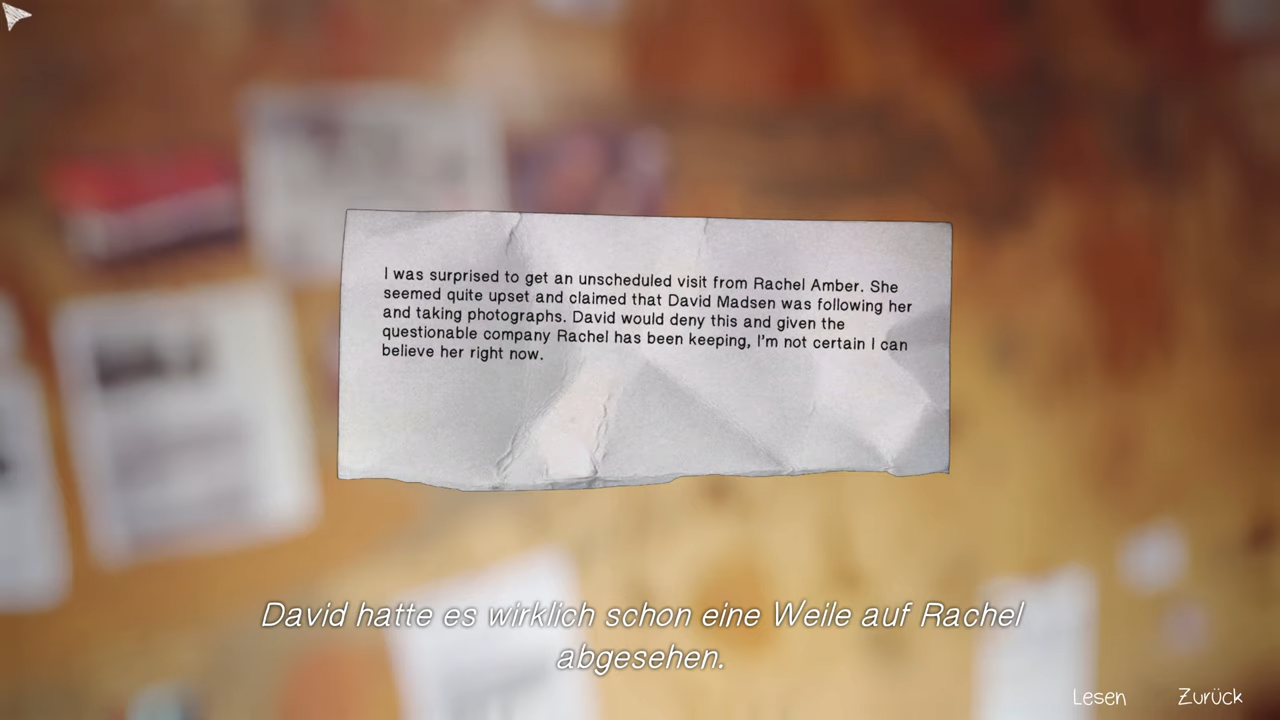 I was surprised to get an unscheduled visit from Rachel Amber. She
seemed quite upset and claimed that David Madsen was following her
and taking photographs. David would deny this and given the
questionable company Rachel has been keeping, I'm not certain I can
believe her right now.
David hatte es wirklich schon eine Weile auf Rachel
abgesehen.
Lesen Zurück